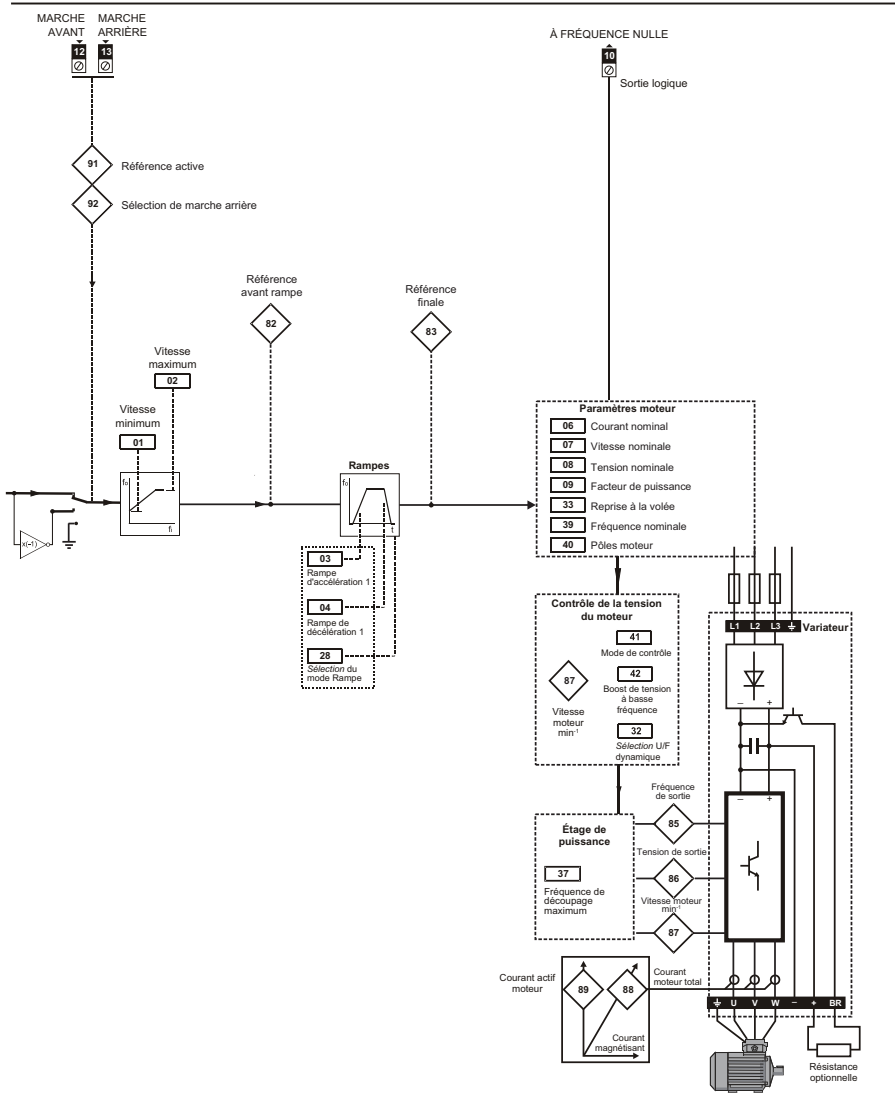 MARCHE AVANT
MARCHE ARRIÈRE
12
13
À FRÉQUENCE NULLE
10
Sortie logique
91
Référence active
92
Sélection de marche arrière
Référence
avant rampe
82
Référence
finale
83
Vitesse
maximum
02
Vitesse
minimum
01
f₀
fᵢ
x(-1)
Rampes
f₀
t
03
Rampe
d'accélération 1
04
Rampe de
décélération 1
28
Sélection du
mode Rampe
Paramètres moteur
06 Courant nominal
07 Vitesse nominale
08 Tension nominale
09 Facteur de puissance
33 Reprise à la volée
39 Fréquence nominale
40 Pôles moteur
Contrôle de la tension
du moteur
41
Mode de contrôle
87
Vitesse
moteur
min⁻¹
42
Boost de tension
à basse
fréquence
32
Sélection U/F
dynamique
L1 L2 L3
Variateur
– +
– +
Étage de
puissance
37
Fréquence de
découpage
maximum
Fréquence
de sortie
85
Tension de sortie
86
Vitesse moteur
min⁻¹
87
Courant actif
moteur
89
88
Courant
moteur total
Courant
magnétisant
U V W – + BR
Résistance
optionnelle